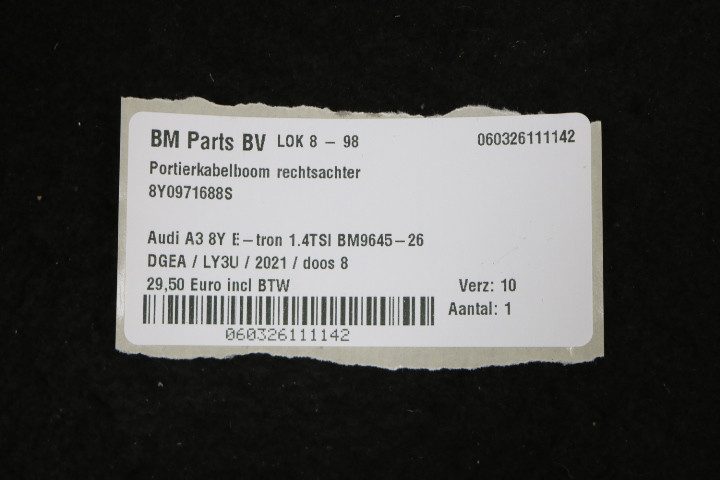 BM Parts BV LOK 8 - 98 060326111142
Portierkabelboom rechtsachter
8Y0971688S
Audi A3 8Y E-tron 1.4TSI BM9645-26
DGEA / LY3U / 2021 / doos 8
29,50 Euro incl BTW Verz: 10
Aantal: 1
060326111142